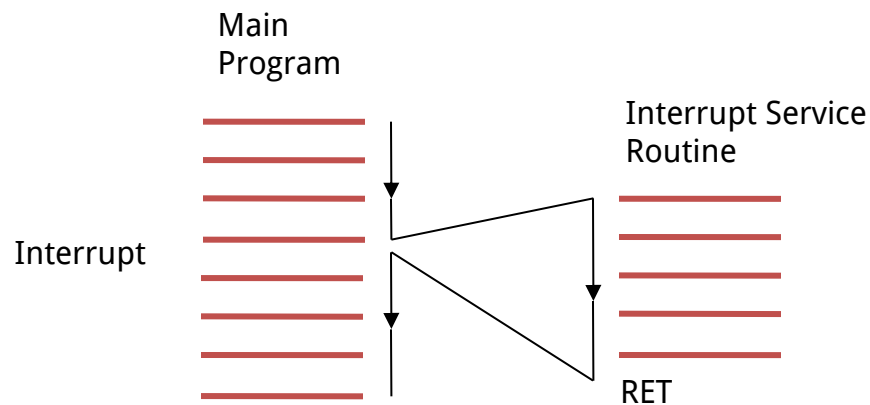 Main
Program
Interrupt Service
Routine
Interrupt
RET